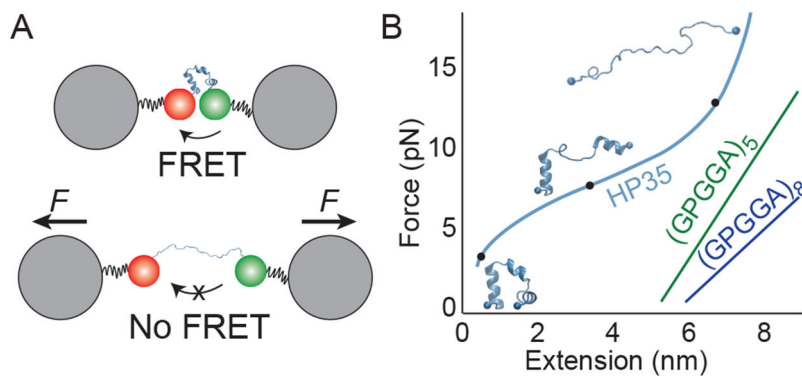 A
FRET
F
F
x
No FRET
B
Force (pN)
15
10
5
0
HP35
(GPGGA)5
(GPGGA)8
0
2
4
6
8
Extension (nm)